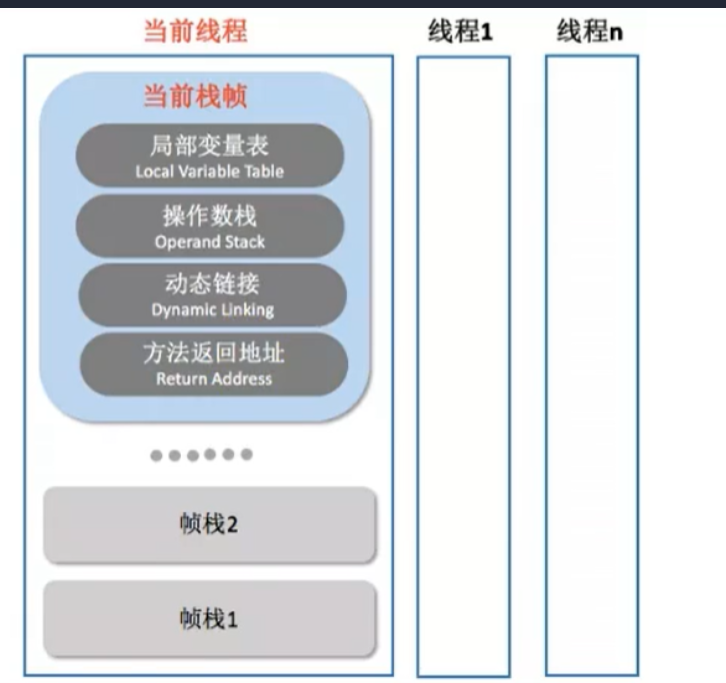 当前线程
线程1
线程n
当前栈帧
局部变量表
Local Variable Table
操作数栈
Operand Stack
动态链接
Dynamic Linking
方法返回地址
Return Address
帧栈2
帧栈1